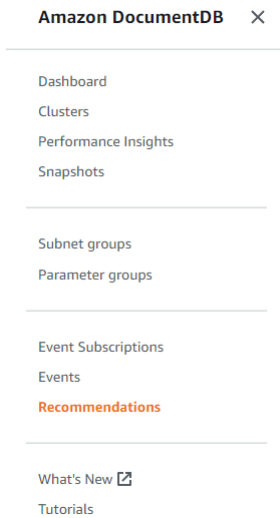 Amazon DocumentDB
Dashboard
Clusters
Performance Insights
Snapshots
Subnet groups
Parameter groups
Event Subscriptions
Events
Recommendations
What's New
Tutorials